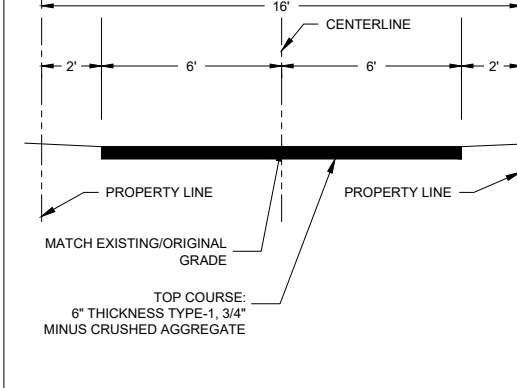 16'
CENTERLINE
2' 6' 6' 2'
PROPERTY LINE PROPERTY LINE
MATCH EXISTING/ORIGINAL
GRADE
TOP COURSE:
6" THICKNESS TYPE-1, 3/4"
MINUS CRUSHED AGGREGATE